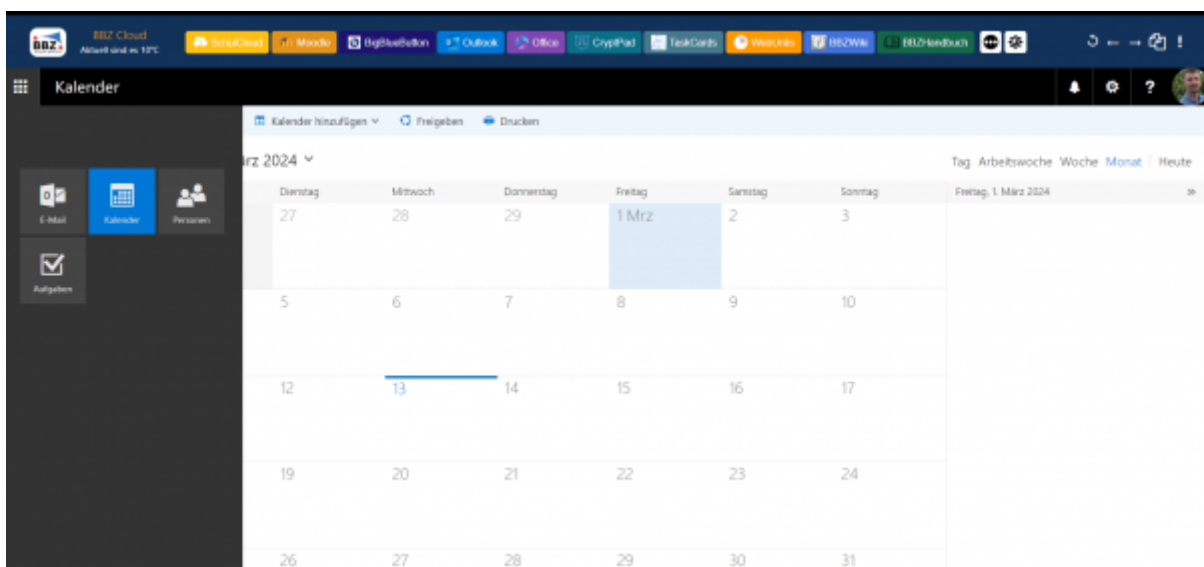 BBZ.
BBZ Cloud
Aktuell sind es 10°C
SchulCloud
Moodle
BigBlueButton
Outlook
Office
CryptPad
TaskCards
WebUntis
BBZWiki
BBZHandbuch
Kalender
?
Kalender hinzufügen
Freigeben
Drucken
E-Mail
Kalender
Personen
Aufgaben
rz 2024
Tag Arbeitswoche Woche Monat Heute
Dienstag Mittwoch Donnerstag Freitag Samstag Sonntag
Freitag, 1. März 2024
27 28 29 1 Mrz 2 3
5 6 7 8 9 10
12 13 14 15 16 17
19 20 21 22 23 24
26 27 28 29 30 31